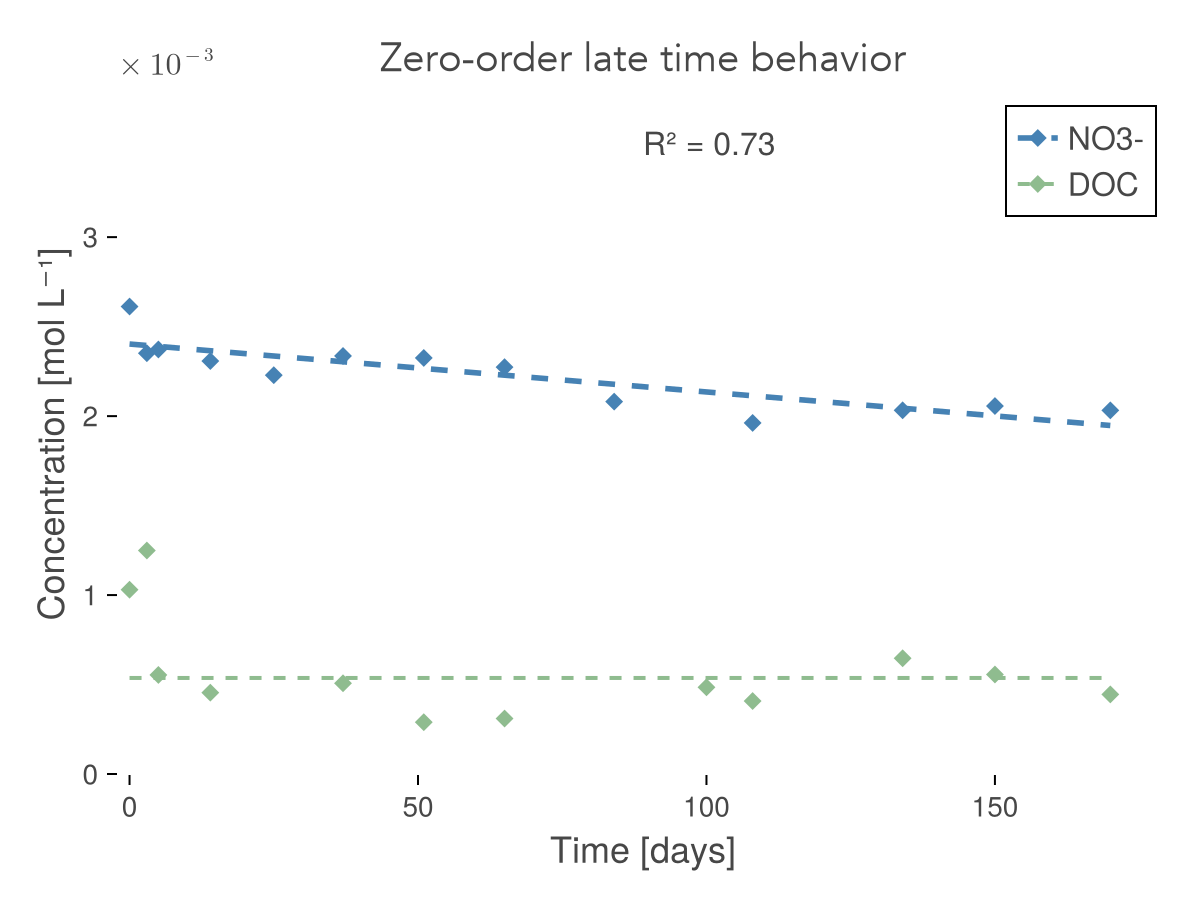 × 10⁻³
Zero-order late time behavior
R² = 0.73
NO3-
DOC
Concentration [mol L⁻¹]
3
2
1
0
0 50 100 150
Time [days]